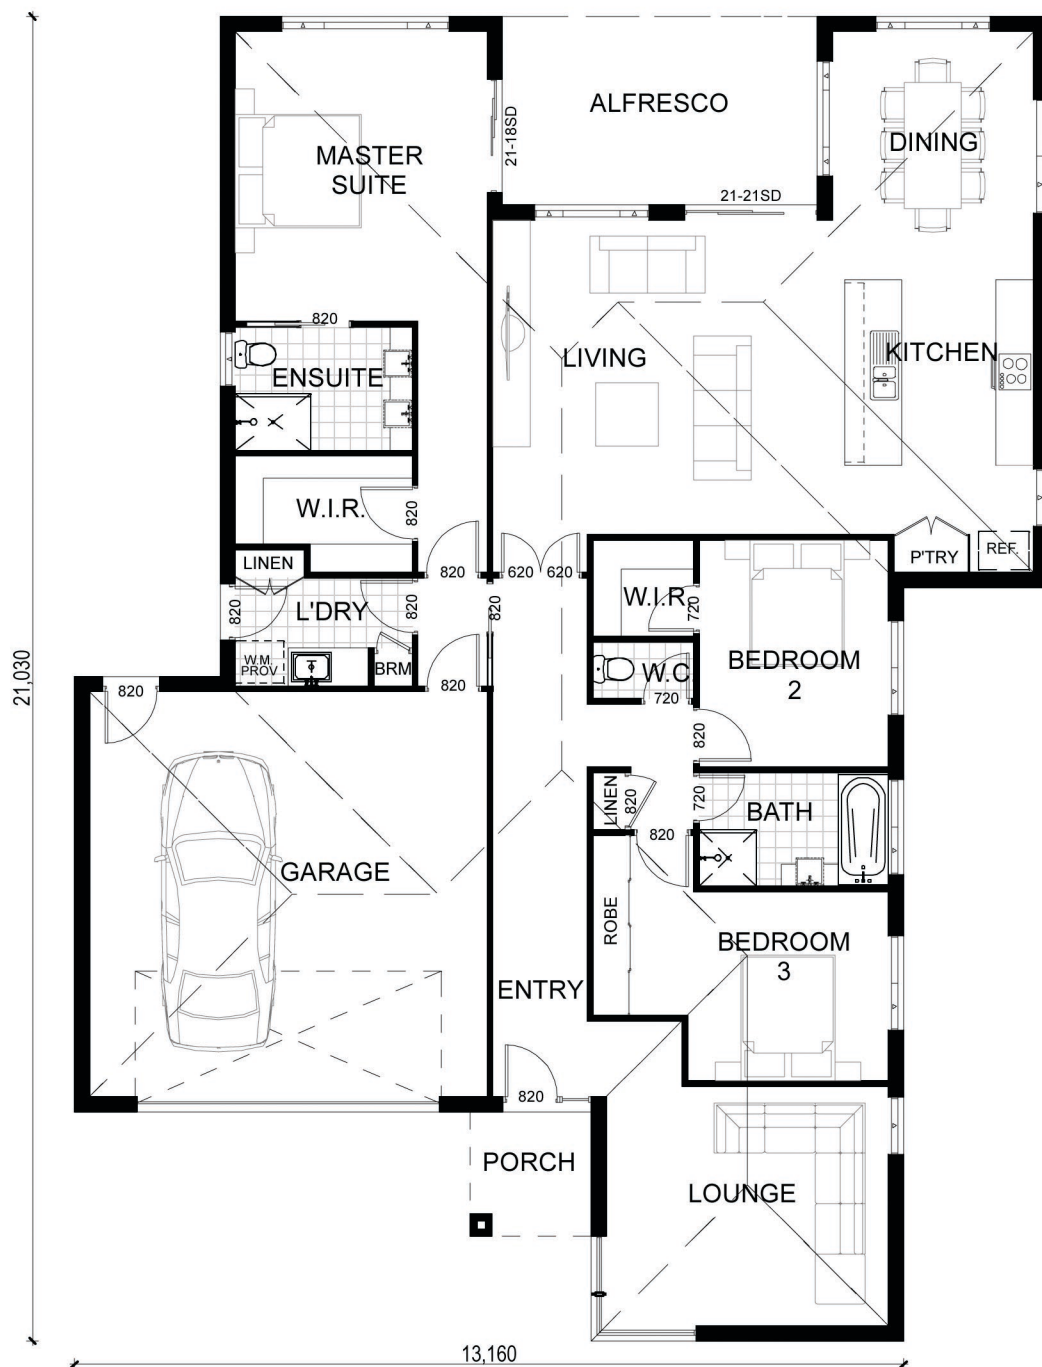 ALFRESCO
DINING
MASTER
SUITE
21-18SD
21-21SD
820
LIVING
KITCHEN
ENSUITE
W.I.R.
820
P'TRY
REF.
LINEN
820
620
620
820
L'DRY
820
820
W.I.R.
720
W.M.
PROV
BRM
W.C
BEDROOM
2
21,030
820
820
720
820
LINEN
820
720
BATH
820
GARAGE
ROBE
BEDROOM
3
ENTRY
820
PORCH
LOUNGE
13,160